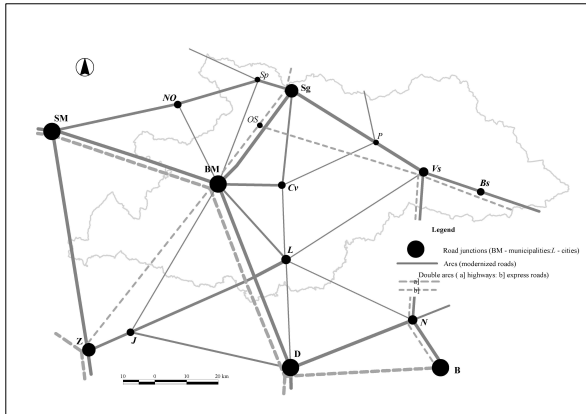 Sp
Sg
NO
SM
OS
P
BM
Vs
Cv
Bs
Legend
Road junctions (BM - municipalities:L - cities)
Arcs (modernized roads)
Double arcs ( a] highways: b] express roads)
a]
b]
L
N
Z
J
D
B
10 0 10 20 km